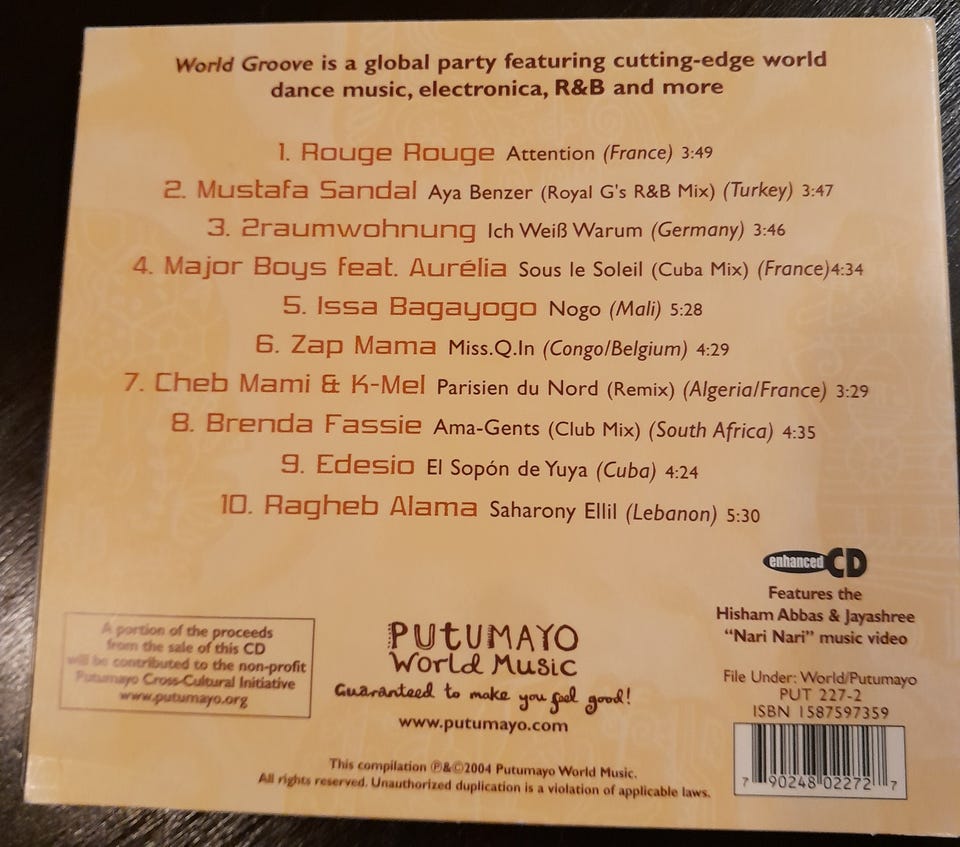 World Groove is a global party featuring cutting-edge world
dance music, electronica, R&B and more
1. Rouge Rouge Attention (France) 3:49
2. Mustafa Sandal Aya Benzer (Royal G's R&B Mix) (Turkey) 3:47
3. 2raumwohnung Ich Weiß Warum (Germany) 3:46
4. Major Boys feat. Aurélia Sous le Soleil (Cuba Mix) (France)4:34
5. Issa Bagayogo Nogo (Mali) 5:28
6. Zap Mama Miss.Q.In (Congo/Belgium) 4:29
7. Cheb Mami & K-Mel Parisien du Nord (Remix) (Algeria/France) 3:29
8. Brenda Fassie Ama-Gents (Club Mix) (South Africa) 4:35
9. Edesio El Sopón de Yuya (Cuba) 4:24
10. Ragheb Alama Saharony Ellil (Lebanon) 5:30
enhanced CD
Features the
Hisham Abbas & Jayashree
"Nari Nari" music video
File Under: World/Putumayo
PUT 227-2
ISBN 1587597359
7 90248 02272 7
A portion of the proceeds
from the sale of this CD
will be contributed to the non-profit
Putumayo Cross-Cultural Initiative
www.putumayo.org
PUTUMAYO
World Music
Guaranteed to make you feel good!
www.putumayo.com
This compilation ℗&©2004 Putumayo World Music.
All rights reserved. Unauthorized duplication is a violation of applicable laws.